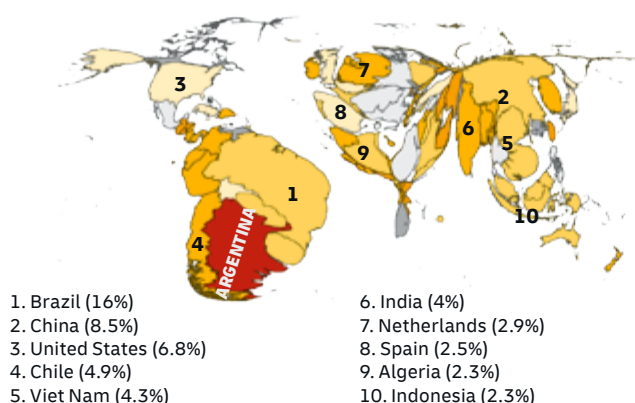 7
3
2
8
6
5
9
1
ARGENTINA
4
10
1. Brazil (16%)
2. China (8.5%)
3. United States (6.8%)
4. Chile (4.9%)
5. Viet Nam (4.3%)
6. India (4%)
7. Netherlands (2.9%)
8. Spain (2.5%)
9. Algeria (2.3%)
10. Indonesia (2.3%)